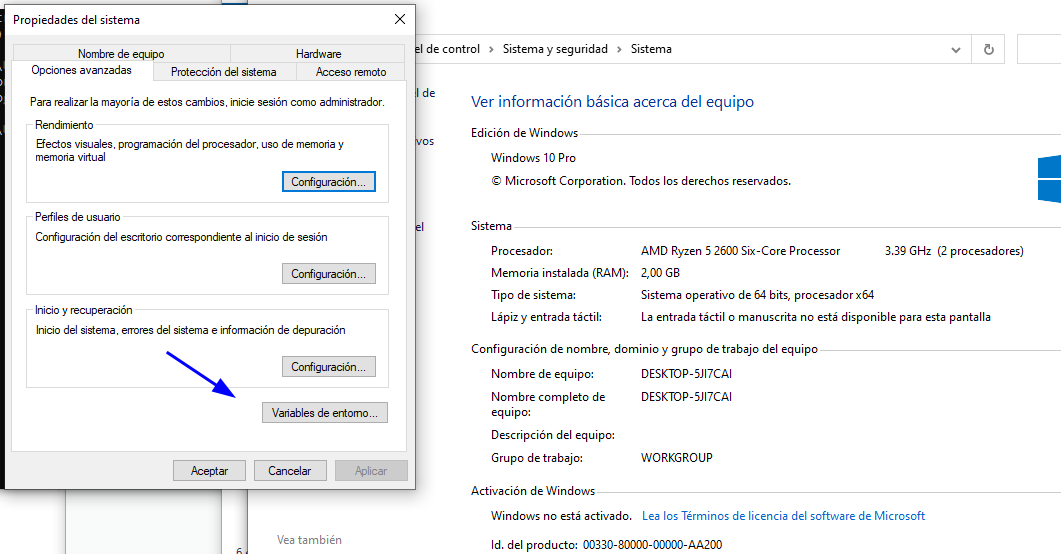 Propiedades del sistema
Nombre de equipo
Hardware
Opciones avanzadas
Protección del sistema
Acceso remoto
Para realizar la mayoría de estos cambios, inicie sesión como administrador.
Rendimiento
Efectos visuales, programación del procesador, uso de memoria y
memoria virtual
Configuración...
Perfiles de usuario
Configuración del escritorio correspondiente al inicio de sesión
Configuración...
Inicio y recuperación
Inicio del sistema, errores del sistema e información de depuración
Configuración...
Variables de entorno...
Aceptar
Cancelar
Aplicar
el de control > Sistema y seguridad > Sistema
el de
vos
el
Ver información básica acerca del equipo
Edición de Windows
Windows 10 Pro
© Microsoft Corporation. Todos los derechos reservados.
Sistema
Procesador: AMD Ryzen 5 2600 Six-Core Processor 3.39 GHz (2 procesadores)
Memoria instalada (RAM): 2,00 GB
Tipo de sistema: Sistema operativo de 64 bits, procesador x64
Lápiz y entrada táctil: La entrada táctil o manuscrita no está disponible para esta pantalla
Configuración de nombre, dominio y grupo de trabajo del equipo
Nombre de equipo: DESKTOP-5JI7CAI
Nombre completo de DESKTOP-5JI7CAI
equipo:
Descripción del equipo:
Grupo de trabajo: WORKGROUP
Activación de Windows
Windows no está activado. Lea los Términos de licencia del software de Microsoft
Id. del producto: 00330-80000-00000-AA200
Vea también